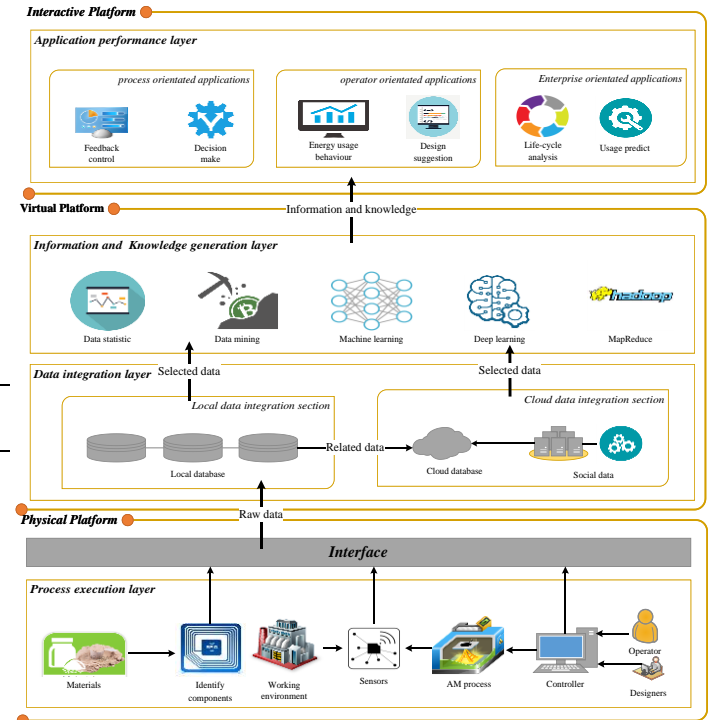 Interactive Platform
Application performance layer
process orientated applications
operator orientated applications
Enterprise orientated applications
Feedback
control
Decision
make
Energy usage
behaviour
Design
suggestion
Life-cycle
analysis
Usage predict
Virtual Platform
Information and knowledge
Information and Knowledge generation layer
Data statistic
Data mining
Machine learning
Deep learning
hadoop
MapReduce
Data integration layer
Selected data
Selected data
Local data integration section
Cloud data integration section
Related data
Local database
Cloud database
Social data
Raw data
Physical Platform
Interface
Process execution layer
Materials
Identify
components
Working
environment
Sensors
AM process
Controller
Operator
Designers